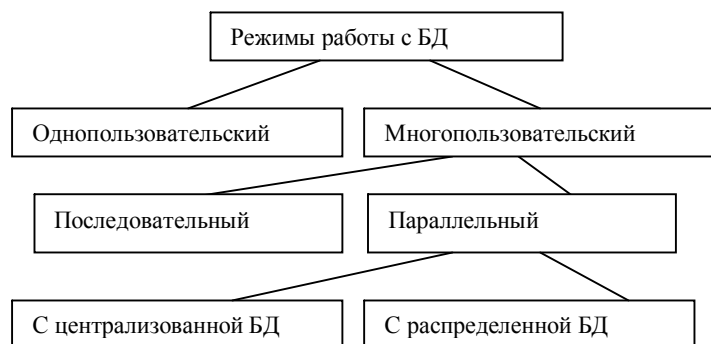 Режимы работы с БД
Однопользовательский
Многопользовательский
Последовательный
Параллельный
С централизованной БД
С распределенной БД